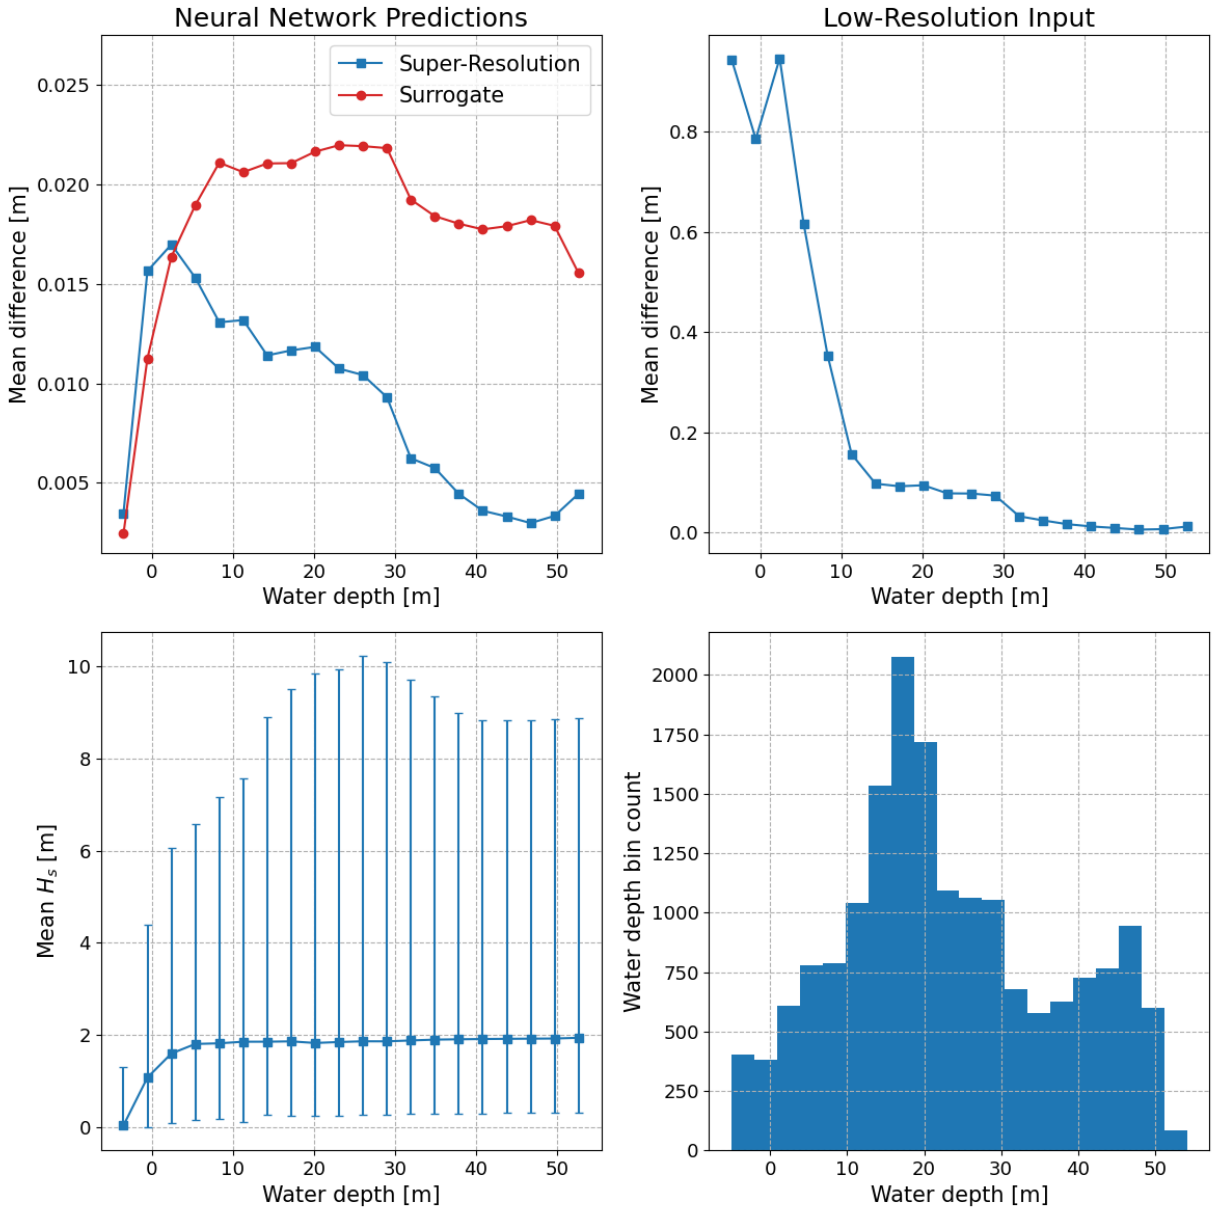 Neural Network Predictions
Super-Resolution
Surrogate
0.025
0.020
0.015
0.010
0.005
Mean difference [m]
0 10 20 30 40 50
Water depth [m]
Low-Resolution Input
0.8
0.6
0.4
0.2
0.0
Mean difference [m]
0 10 20 30 40 50
Water depth [m]
10
8
6
4
2
0
Mean Hs [m]
0 10 20 30 40 50
Water depth [m]
2000
1750
1500
1250
1000
750
500
250
0
Water depth bin count
0 10 20 30 40 50
Water depth [m]